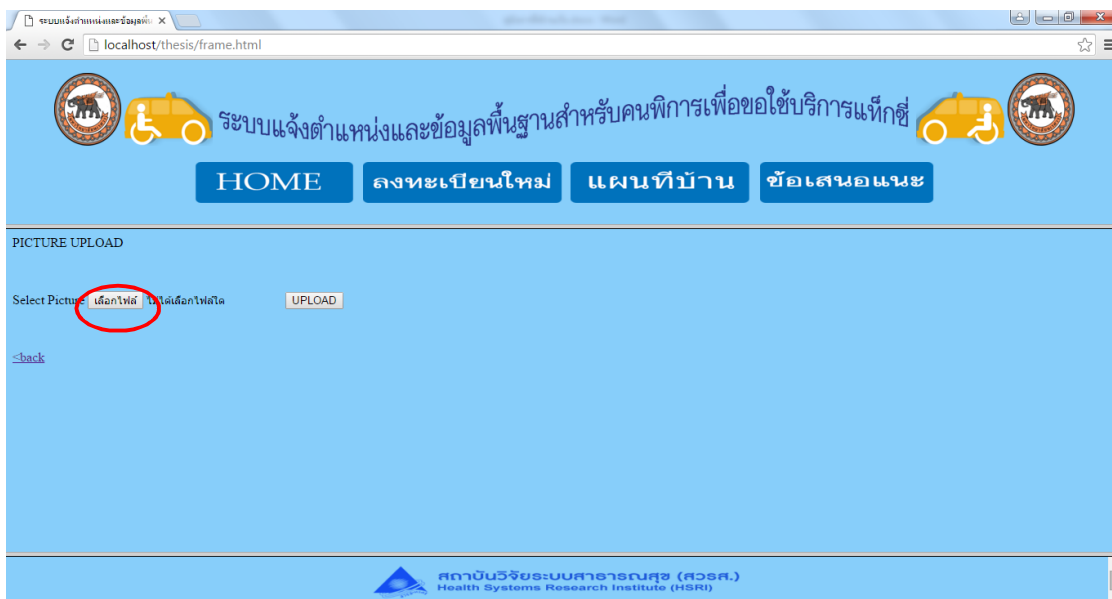 ระบบแจ้งตำแหน่งและข้อมูลพื้น
localhost/thesis/frame.html
ระบบแจ้งตำแหน่งและข้อมูลพื้นฐานสำหรับคนพิการเพื่อขอใช้บริการแท็กซี่
HOME ลงทะเบียนใหม่ แผนที่บ้าน ข้อเสนอแนะ
PICTURE UPLOAD
Select Picture เลือกไฟล์ ไม่ได้เลือกไฟล์ใด UPLOAD
<back
สถาบันวิจัยระบบสาธารณสุข (สวรส.)
Health Systems Research Institute (HSRI)